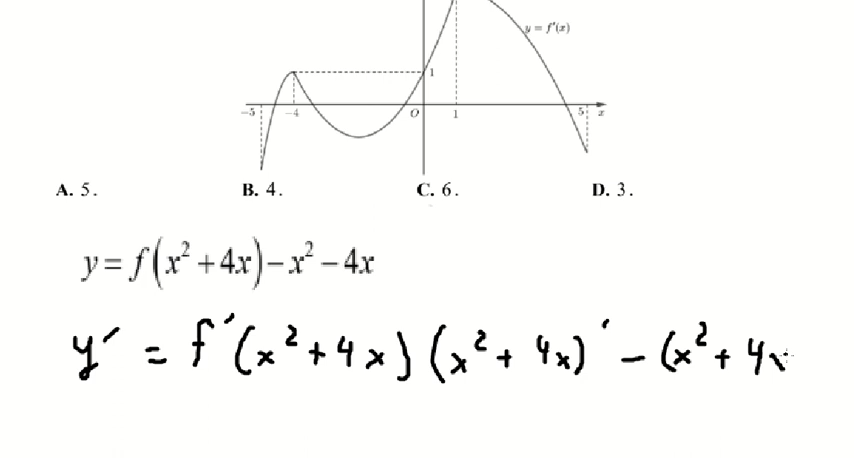 y = f'(x)
1
-5 -4 O 1 5 x
A. 5. B. 4. C. 6. D. 3.
y = f(x² + 4x) − x² − 4x
y' = f'(x² + 4x)(x² + 4x)' − (x² + 4x